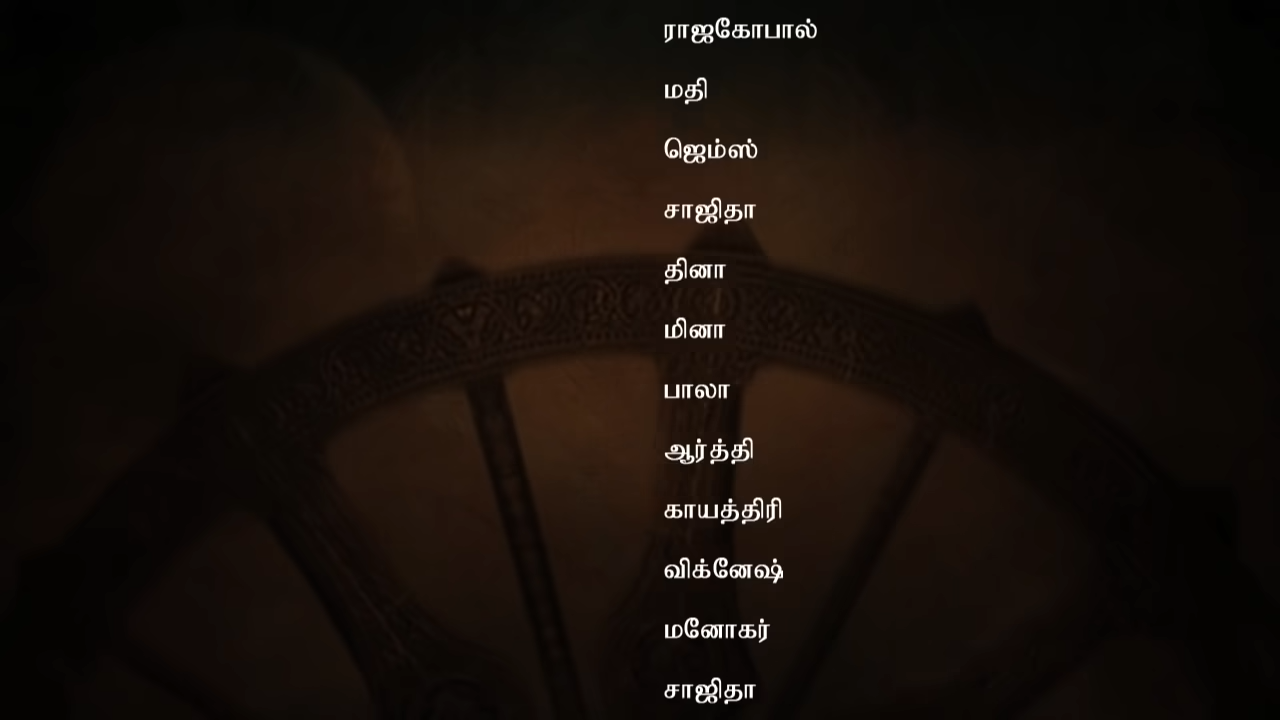 ராஜகோபால்
மதி
ஜெம்ஸ்
சாஜிதா
தினா
மினா
பாலா
ஆர்த்தி
காயத்திரி
விக்னேஷ்
மனோகர்
சாஜிதா